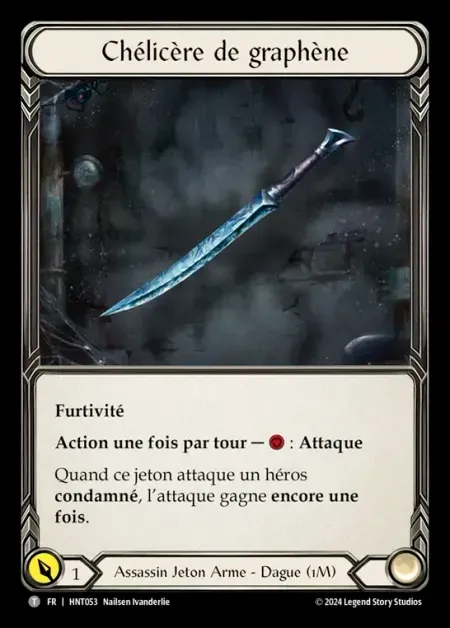 Chélicère de graphène
Furtivité
Action une fois par tour — : Attaque
Quand ce jeton attaque un héros
condamné, l'attaque gagne encore une
fois.
1
Assassin Jeton Arme - Dague (1M)
T FR | HNT053 Nailsen Ivanderlie
© 2024 Legend Story Studios